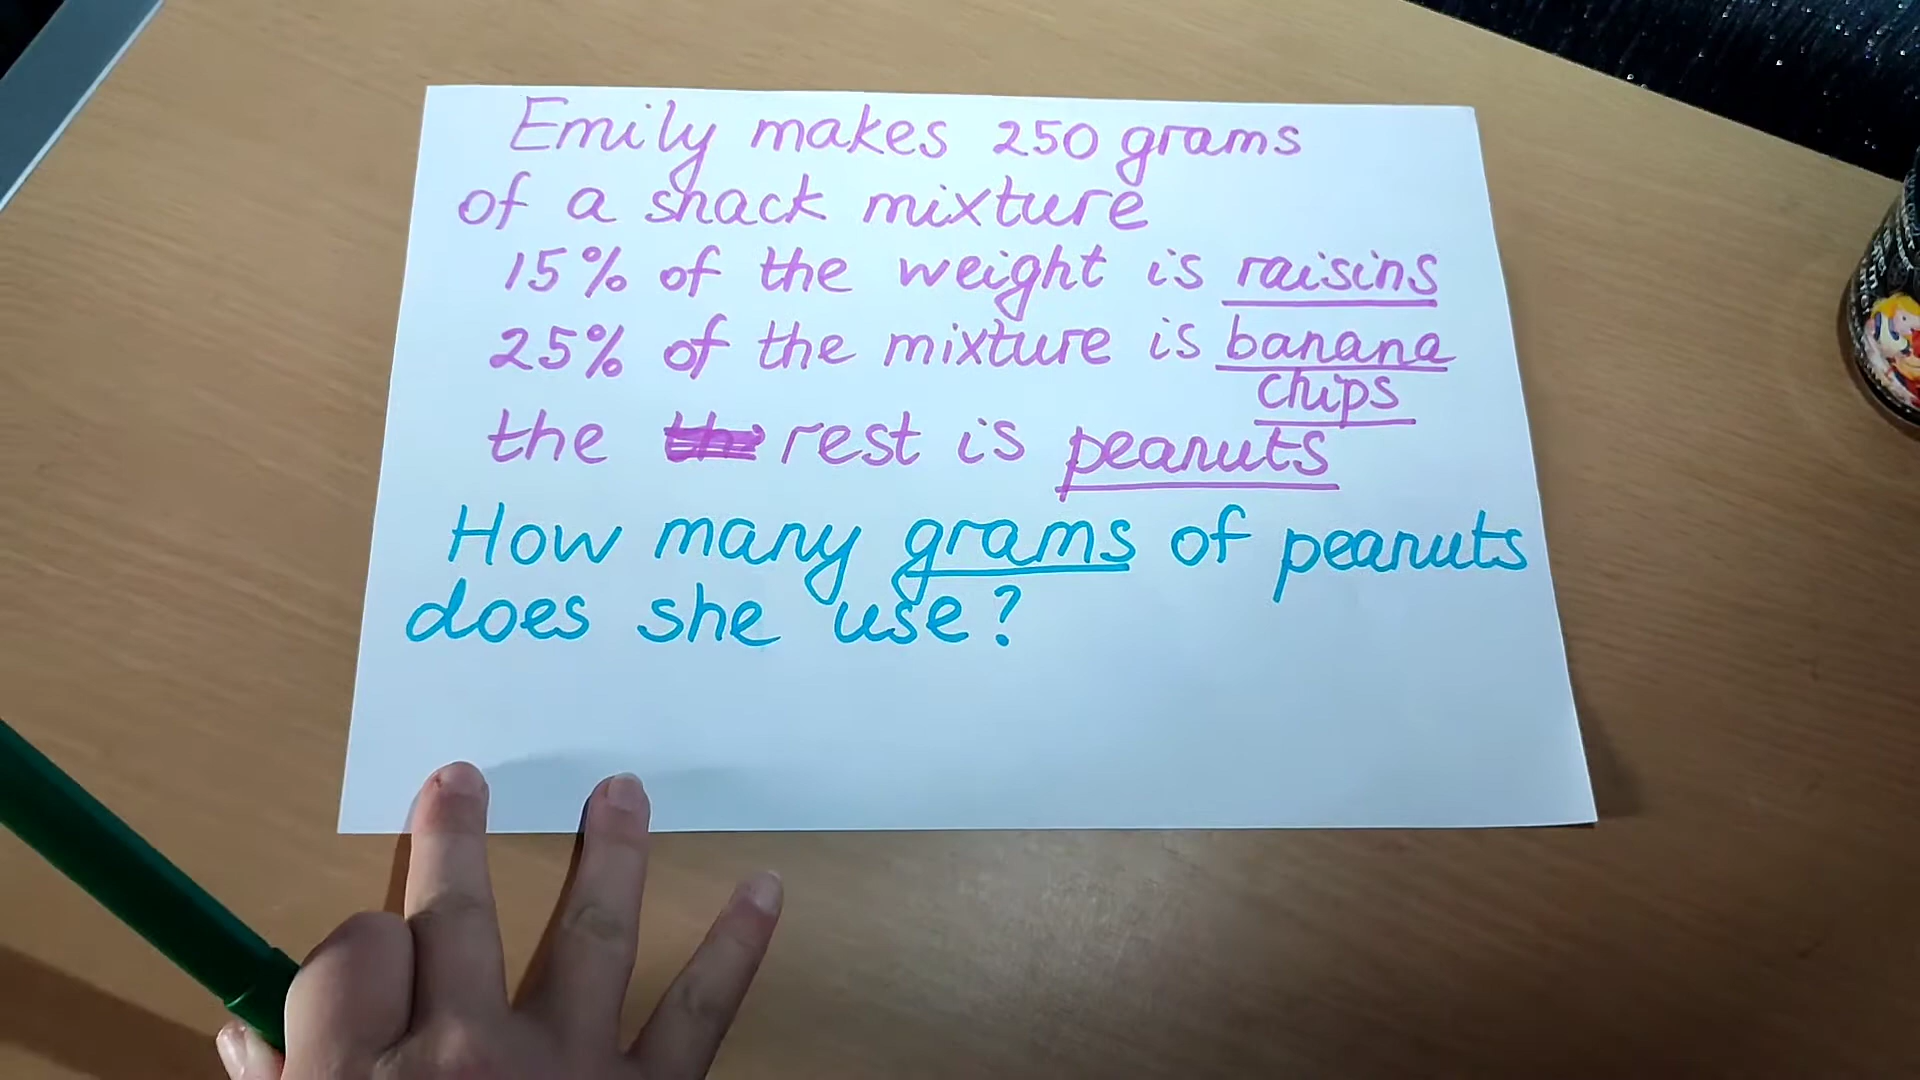 Emily makes 250 grams
of a snack mixture
15% of the weight is raisins
25% of the mixture is banana
chips
the rest is peanuts
How many grams of peanuts
does she use?